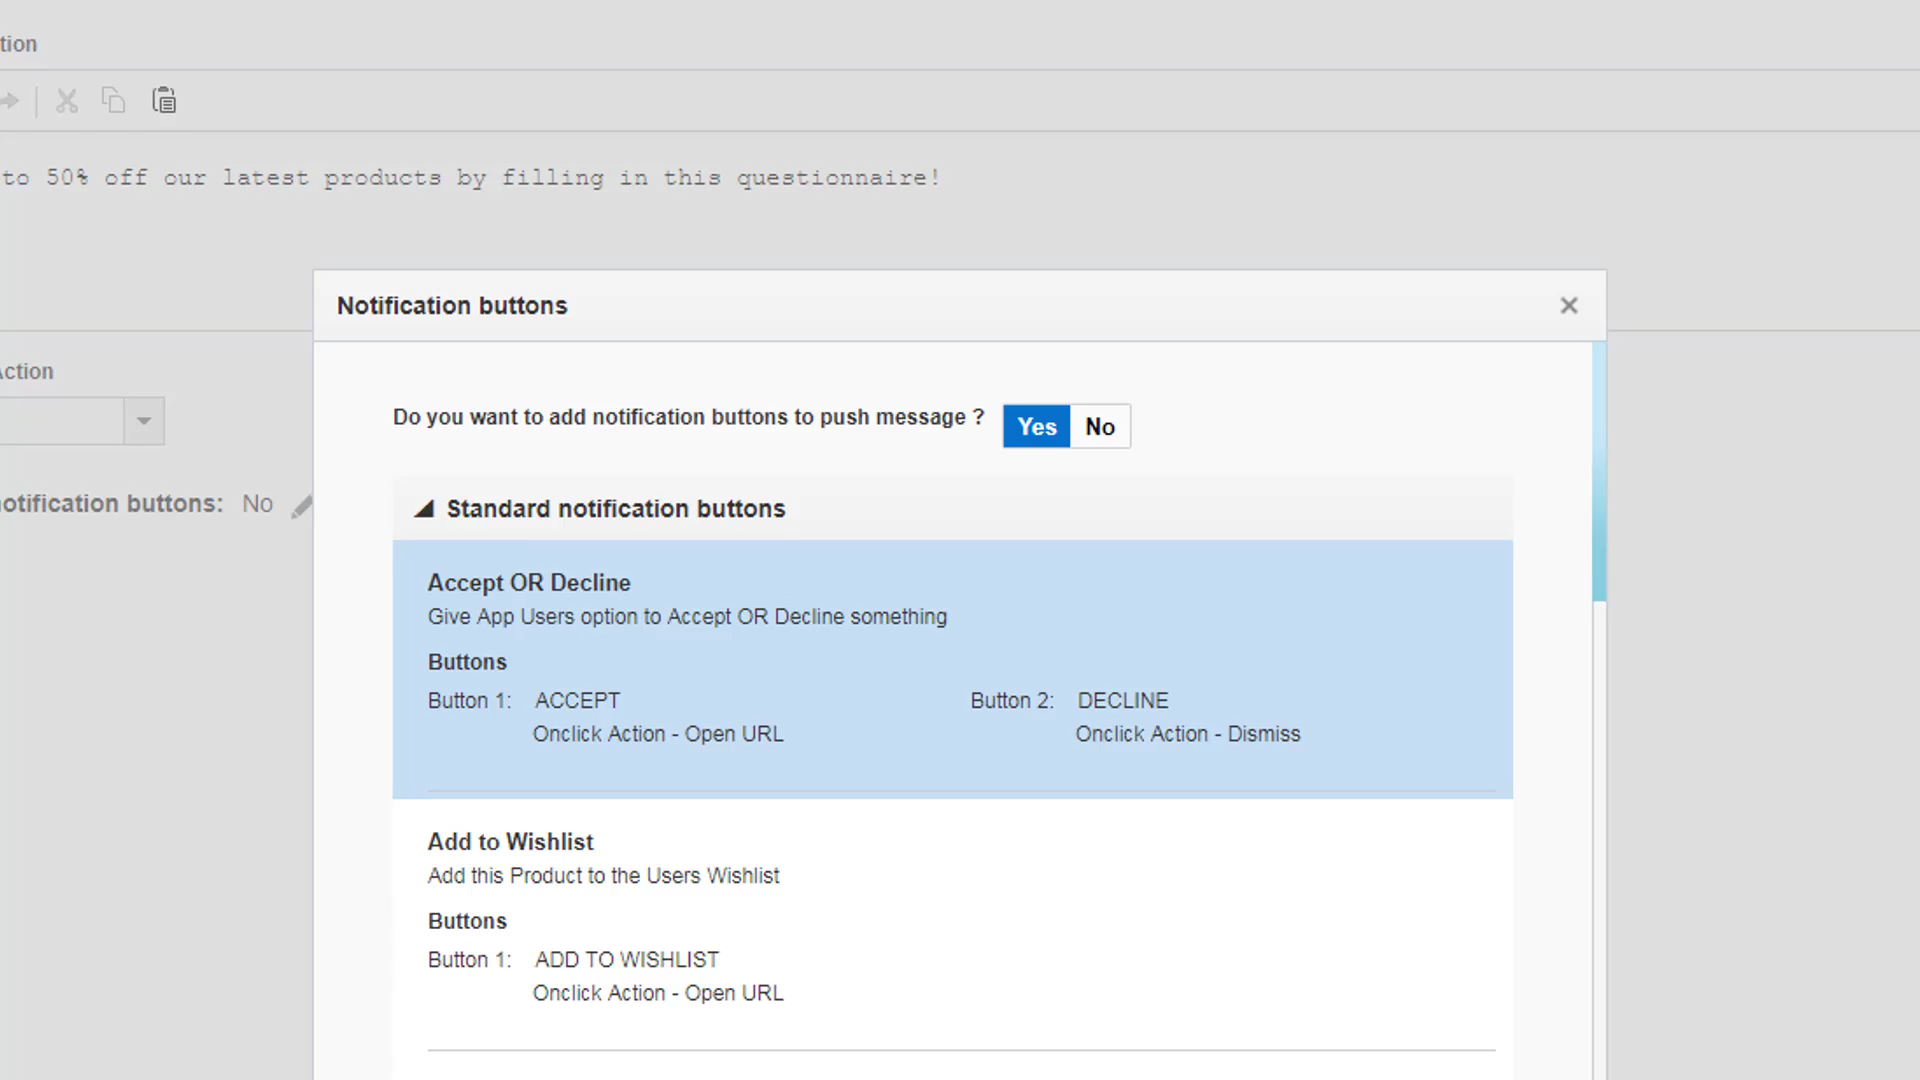 tion
to 50% off our latest products by filling in this questionnaire!
Notification buttons
Action
Do you want to add notification buttons to push message ?
Yes No
otification buttons: No
Standard notification buttons
Accept OR Decline
Give App Users option to Accept OR Decline something
Buttons
Button 1: ACCEPT Button 2: DECLINE
Onclick Action - Open URL Onclick Action - Dismiss
Add to Wishlist
Add this Product to the Users Wishlist
Buttons
Button 1: ADD TO WISHLIST
Onclick Action - Open URL